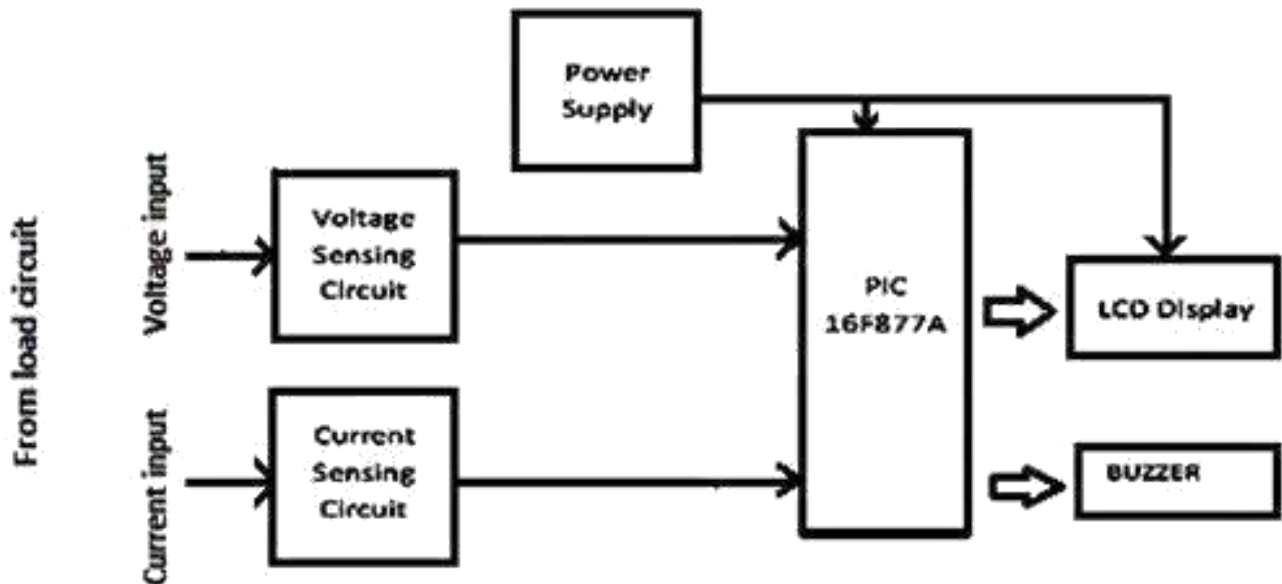 Power
Supply
From load circuit
Voltage input
Voltage
Sensing
Circuit
PIC
16F877A
LCD Display
Current input
Current
Sensing
Circuit
BUZZER